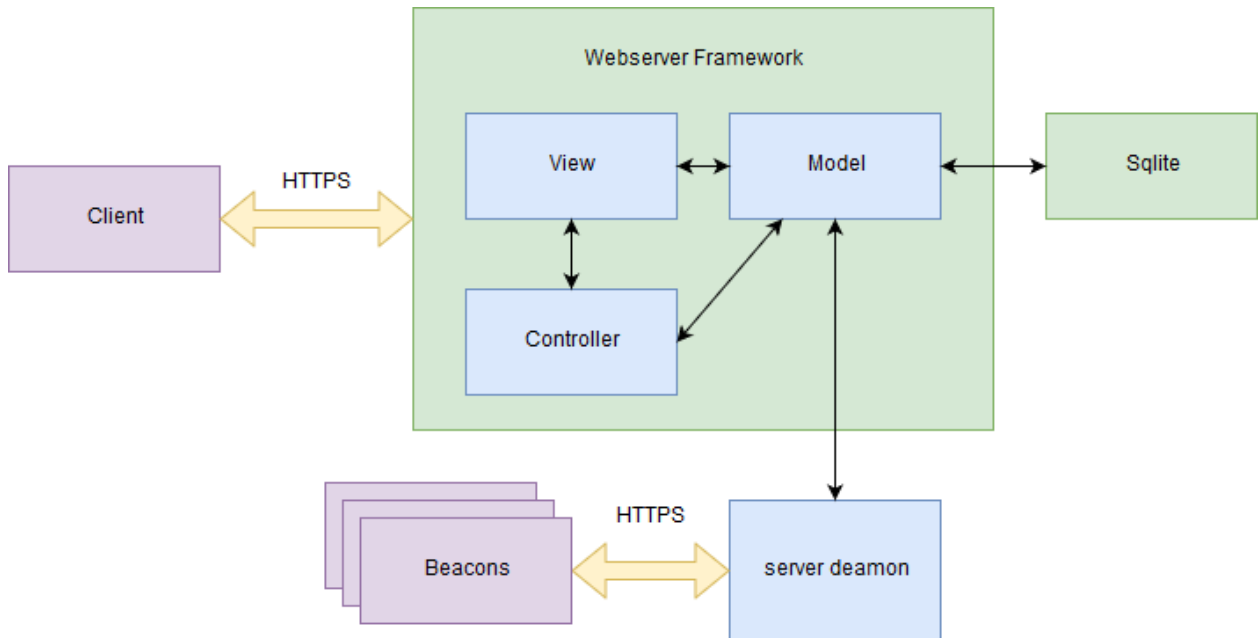 Webserver Framework
View
Model
Sqlite
HTTPS
Client
Controller
HTTPS
Beacons
server deamon